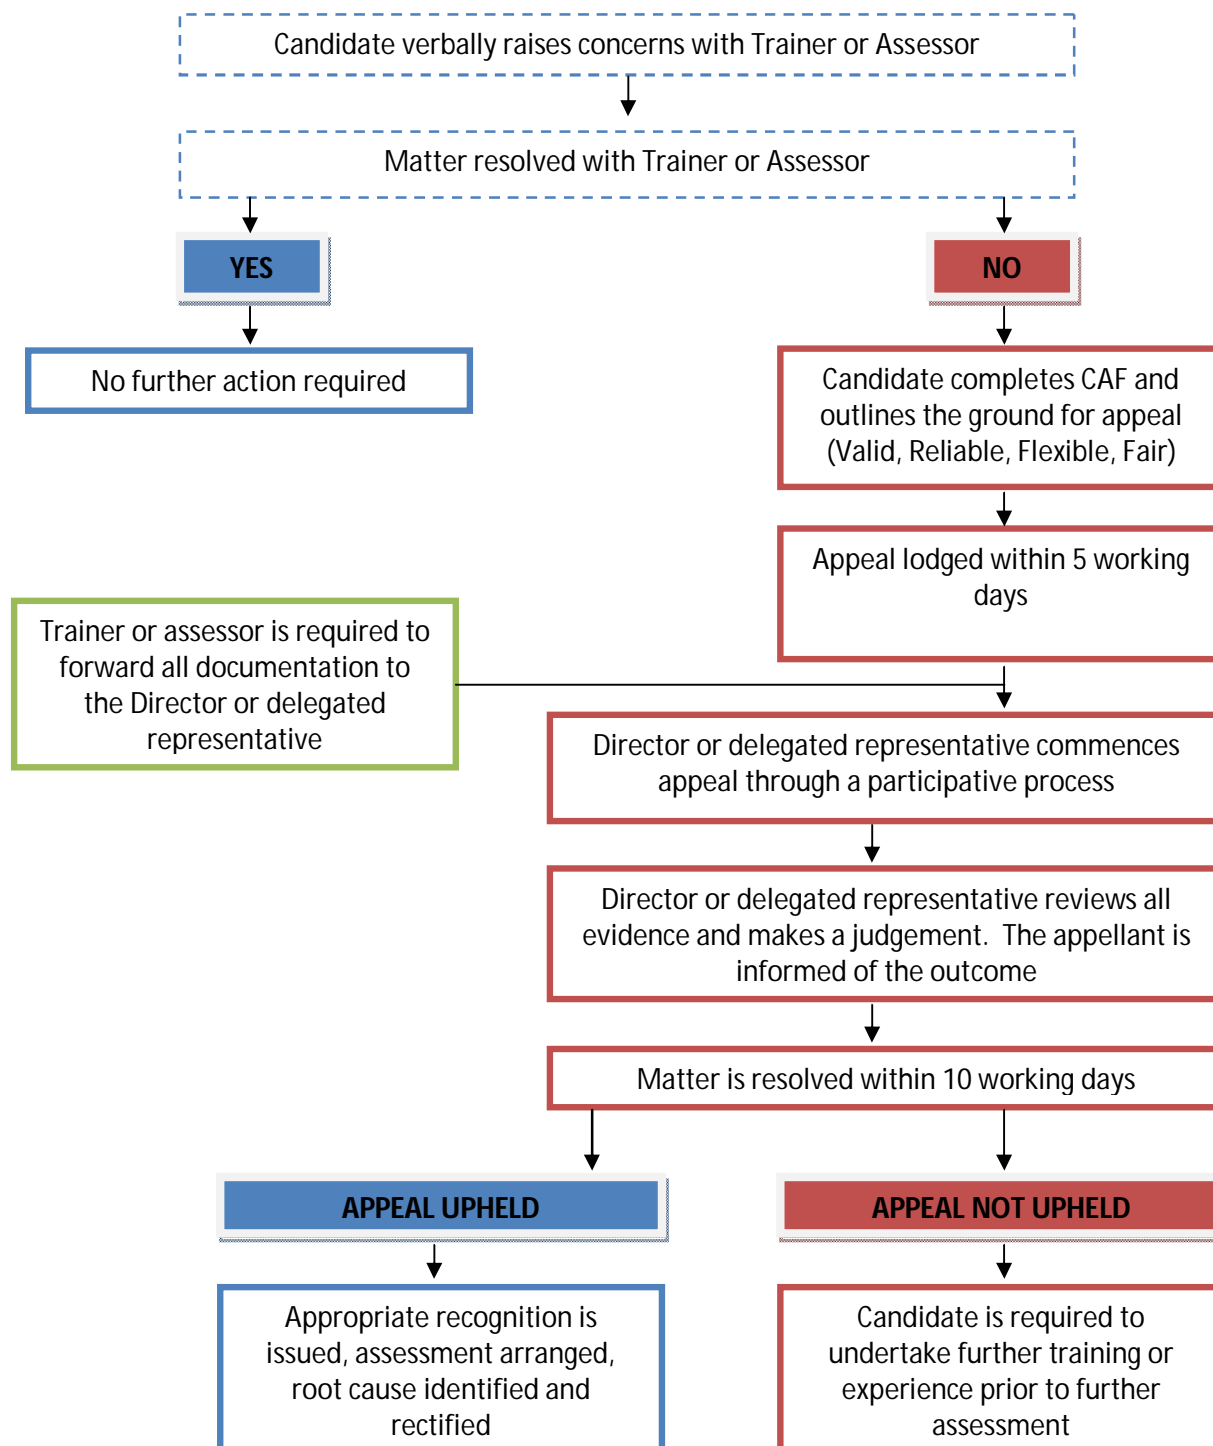 Candidate verbally raises concerns with Trainer or Assessor
Matter resolved with Trainer or Assessor
YES
NO
No further action required
Candidate completes CAF and
outlines the ground for appeal
(Valid, Reliable, Flexible, Fair)
Appeal lodged within 5 working
days
Trainer or assessor is required to
forward all documentation to
the Director or delegated
representative
Director or delegated representative commences
appeal through a participative process
Director or delegated representative reviews all
evidence and makes a judgement.  The appellant is
informed of the outcome
Matter is resolved within 10 working days
APPEAL UPHELD
APPEAL NOT UPHELD
Appropriate recognition is
issued, assessment arranged,
root cause identified and
rectified
Candidate is required to
undertake further training or
experience prior to further
assessment